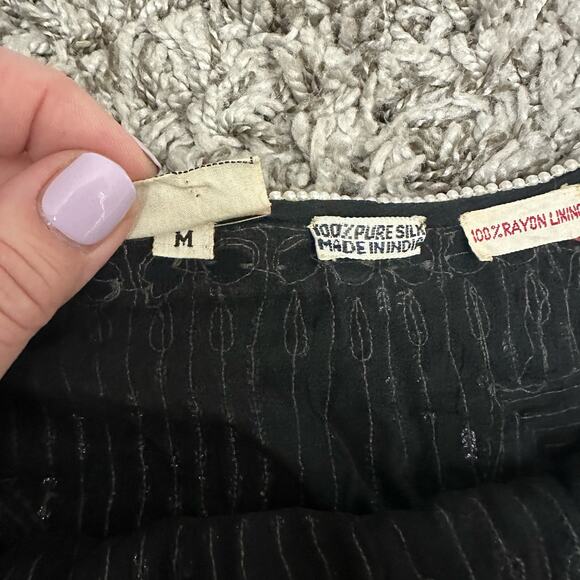 M
100% PURE SILK
MADE IN INDIA
100% RAYON LINING